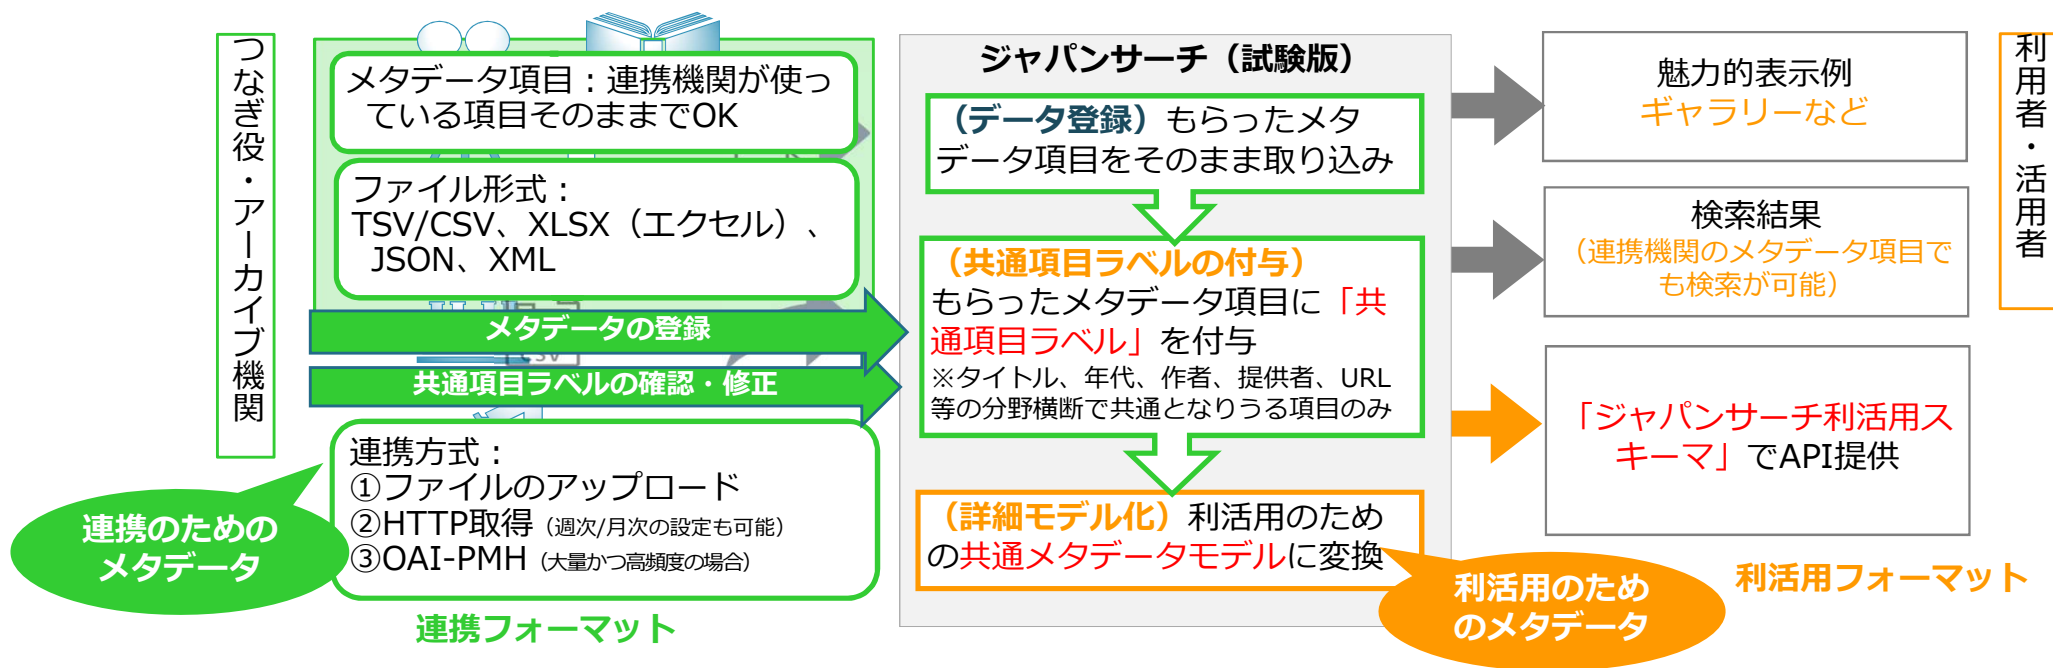 つなぎ役・アーカイブ機関
メタデータ項目：連携機関が使っ
ている項目そのままでOK
ファイル形式：
TSV/CSV、XLSX（エクセル）、
JSON、XML
メタデータの登録
CSV
共通項目ラベルの確認・修正
連携方式：
①ファイルのアップロード
②HTTP取得（週次/月次の設定も可能）
③OAI-PMH（大量かつ高頻度の場合）
連携のための
メタデータ
連携フォーマット
ジャパンサーチ（試験版）
（データ登録）もらったメタ
データ項目をそのまま取り込み
（共通項目ラベルの付与）
もらったメタデータ項目に「共
通項目ラベル」を付与
※タイトル、年代、作者、提供者、URL
等の分野横断で共通となりうる項目のみ
（詳細モデル化）利活用のため
の共通メタデータモデルに変換
利活用のため
のメタデータ
魅力的表示例
ギャラリーなど
検索結果
（連携機関のメタデータ項目で
も検索が可能）
「ジャパンサーチ利活用ス
キーマ」でAPI提供
利活用フォーマット
利用者・活用者